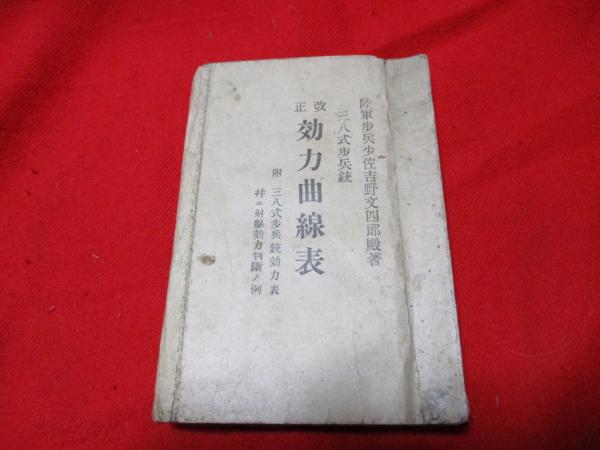 陸軍歩兵少佐吉野文四郎殿著
三八式歩兵銃
改正
効力曲線表
附 三八式歩兵銃効力表
并ニ射撃効力判断ノ例